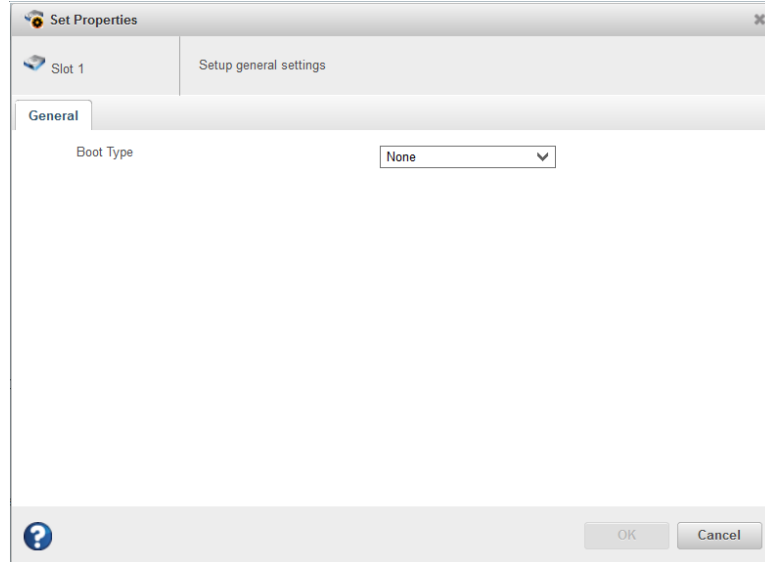 Set Properties
Slot 1
Setup general settings
General
Boot Type
None
?
OK
Cancel